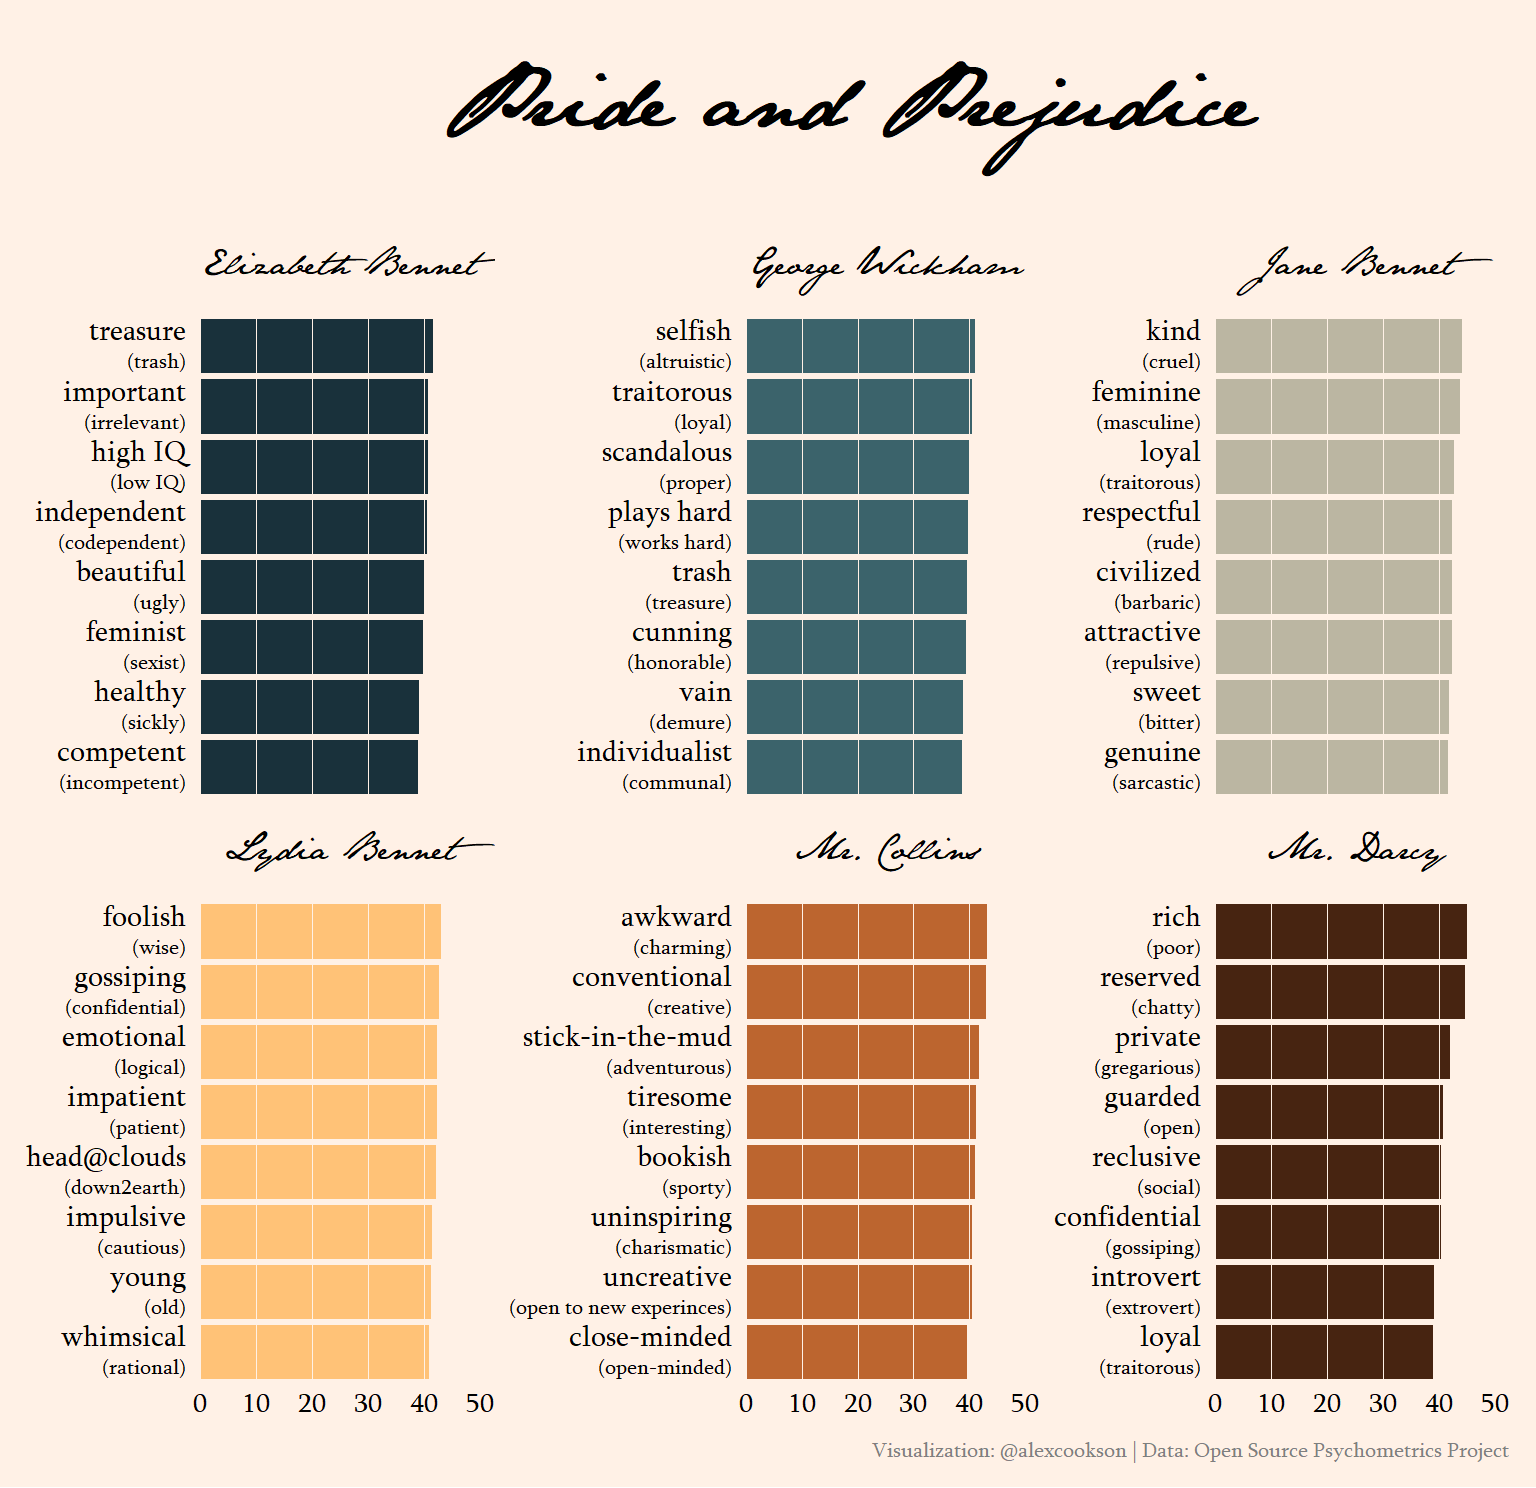 Pride and Prejudice
Elizabeth Bennet
treasure
(trash)
important
(irrelevant)
high IQ
(low IQ)
independent
(codependent)
beautiful
(ugly)
feminist
(sexist)
healthy
(sickly)
competent
(incompetent)
George Wickham
selfish
(altruistic)
traitorous
(loyal)
scandalous
(proper)
plays hard
(works hard)
trash
(treasure)
cunning
(honorable)
vain
(demure)
individualist
(communal)
Jane Bennet
kind
(cruel)
feminine
(masculine)
loyal
(traitorous)
respectful
(rude)
civilized
(barbaric)
attractive
(repulsive)
sweet
(bitter)
genuine
(sarcastic)
Lydia Bennet
foolish
(wise)
gossiping
(confidential)
emotional
(logical)
impatient
(patient)
head@clouds
(down2earth)
impulsive
(cautious)
young
(old)
whimsical
(rational)
0 10 20 30 40 50
Mr. Collins
awkward
(charming)
conventional
(creative)
stick-in-the-mud
(adventurous)
tiresome
(interesting)
bookish
(sporty)
uninspiring
(charismatic)
uncreative
(open to new experinces)
close-minded
(open-minded)
0 10 20 30 40 50
Mr. Darcy
rich
(poor)
reserved
(chatty)
private
(gregarious)
guarded
(open)
reclusive
(social)
confidential
(gossiping)
introvert
(extrovert)
loyal
(traitorous)
0 10 20 30 40 50
Visualization: @alexcookson | Data: Open Source Psychometrics Project